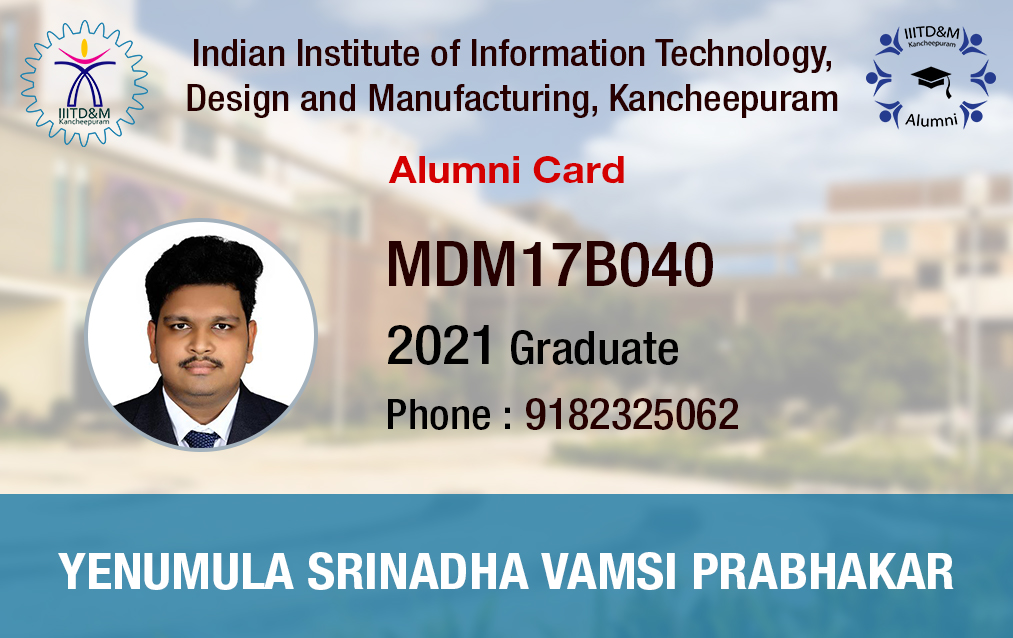 IIITD&M
Kancheepuram
Indian Institute of Information Technology,
Design and Manufacturing, Kancheepuram
IIITD&M
Kancheepuram
Alumni
Alumni Card
MDM17B040
2021 Graduate
Phone : 9182325062
YENUMULA SRINADHA VAMSI PRABHAKAR